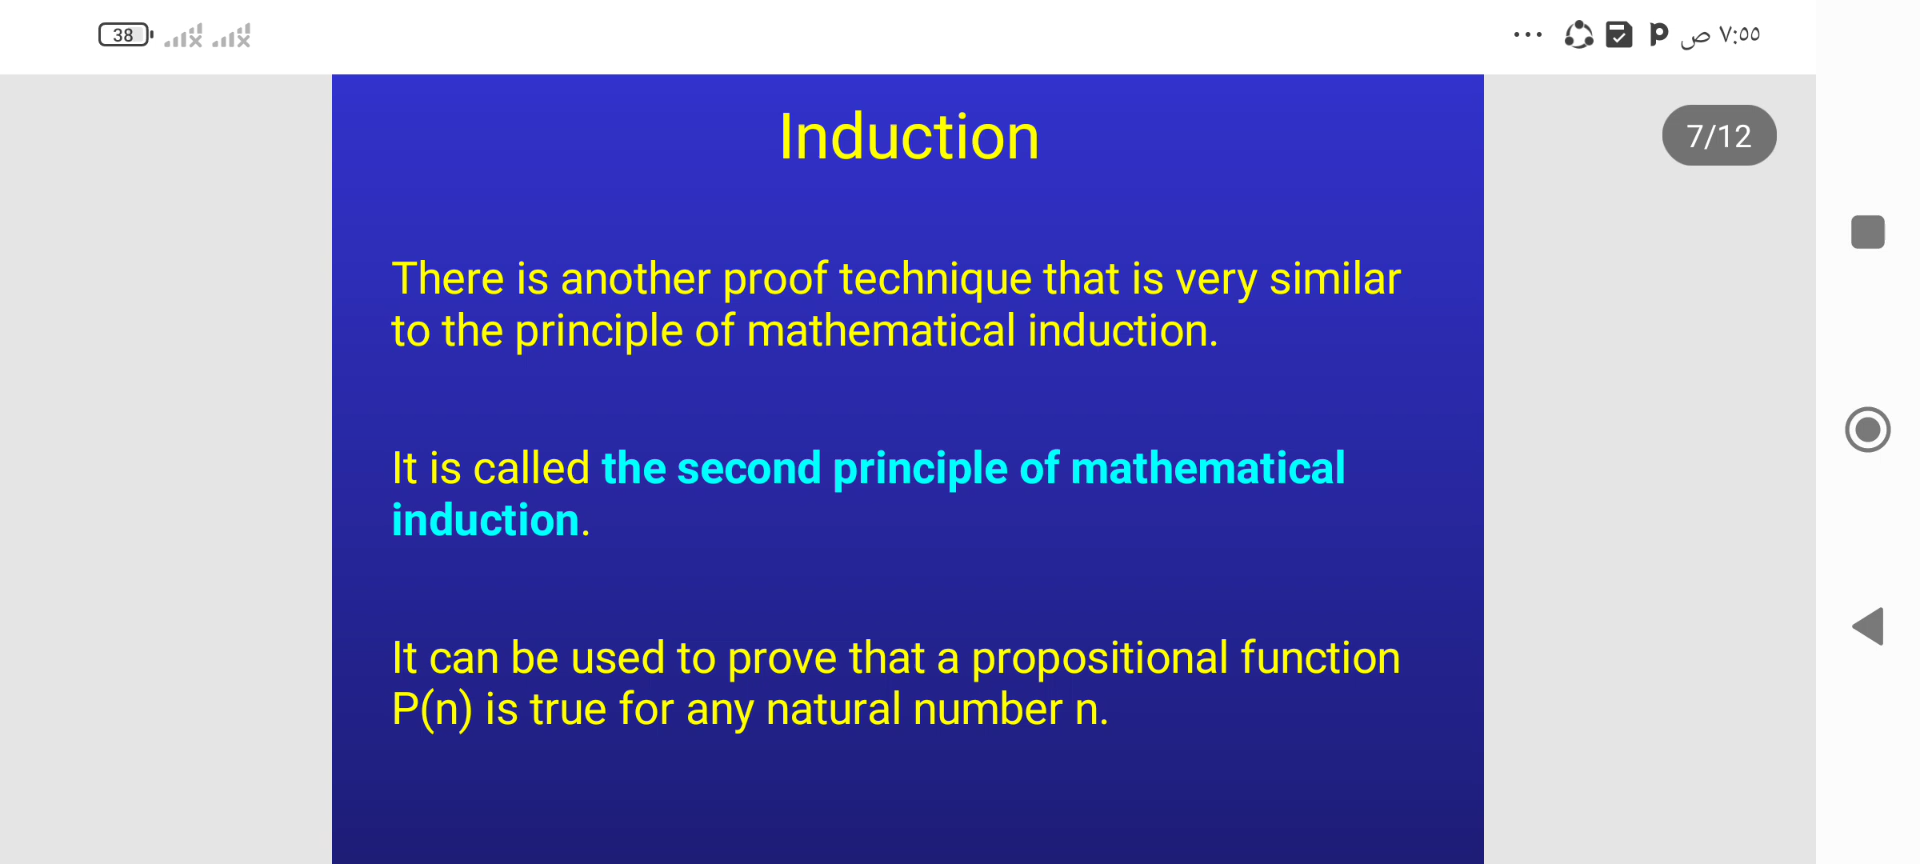 38
٧:٥٥ ص
Induction
7/12
There is another proof technique that is very similar
to the principle of mathematical induction.
It is called the second principle of mathematical
induction.
It can be used to prove that a propositional function
P(n) is true for any natural number n.